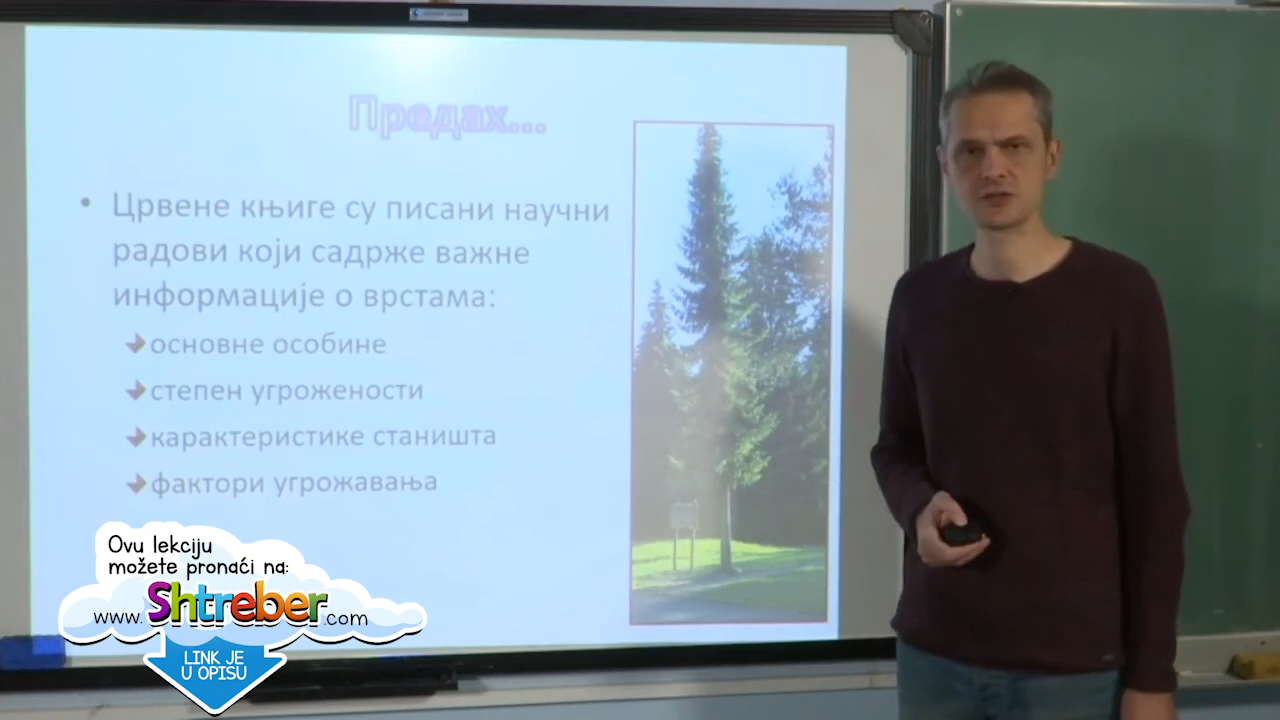 Предах...
• Црвене књиге су писани научни
радови који садрже важне
информације о врстама:
основне особине
степен угрожености
карактеристике станишта
фактори угрожавања
Ovu lekciju
možete pronaći na:
www.Shtreber.com
LINK JE
U OPISU